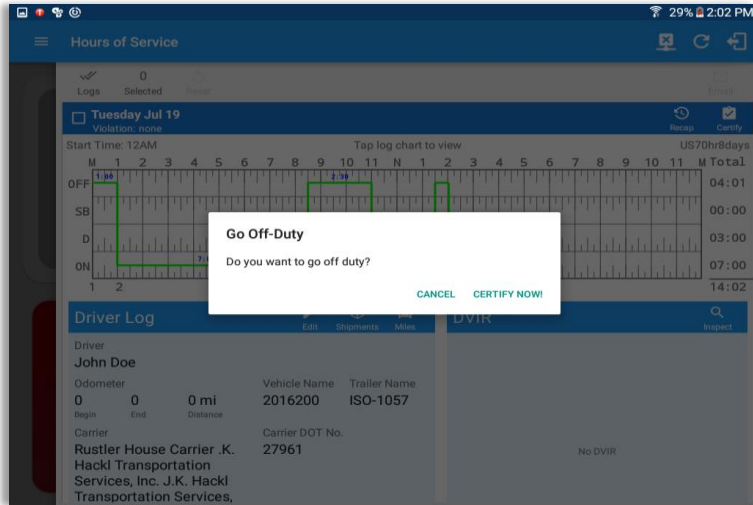 29% 2:02 PM
Hours of Service
Logs
0
Selected
Email
Tuesday Jul 19
Violation: none
Recap
Certify
Start Time: 12AM
Tap log chart to view
US70hr8days
M 1 2 3 4 5 6 7 8 9 10 11 N 1 2 3 4 5 6 7 8 9 10 11 M Total
OFF 1:00 2:30 04:01
SB 00:00
D 03:00
ON 07:00
1 2 14:02
Go Off-Duty
Do you want to go off duty?
CANCEL CERTIFY NOW!
Driver Log
Edit Shipments Miles
DVIR
Inspect
Driver
John Doe
Odometer Vehicle Name Trailer Name
0 0 0 mi 2016200 ISO-1057
Begin End Distance
Carrier Carrier DOT No.
Rustler House Carrier .K. 27961
Hackl Transportation
Services, Inc. J.K. Hackl
Transportation Services,
No DVIR